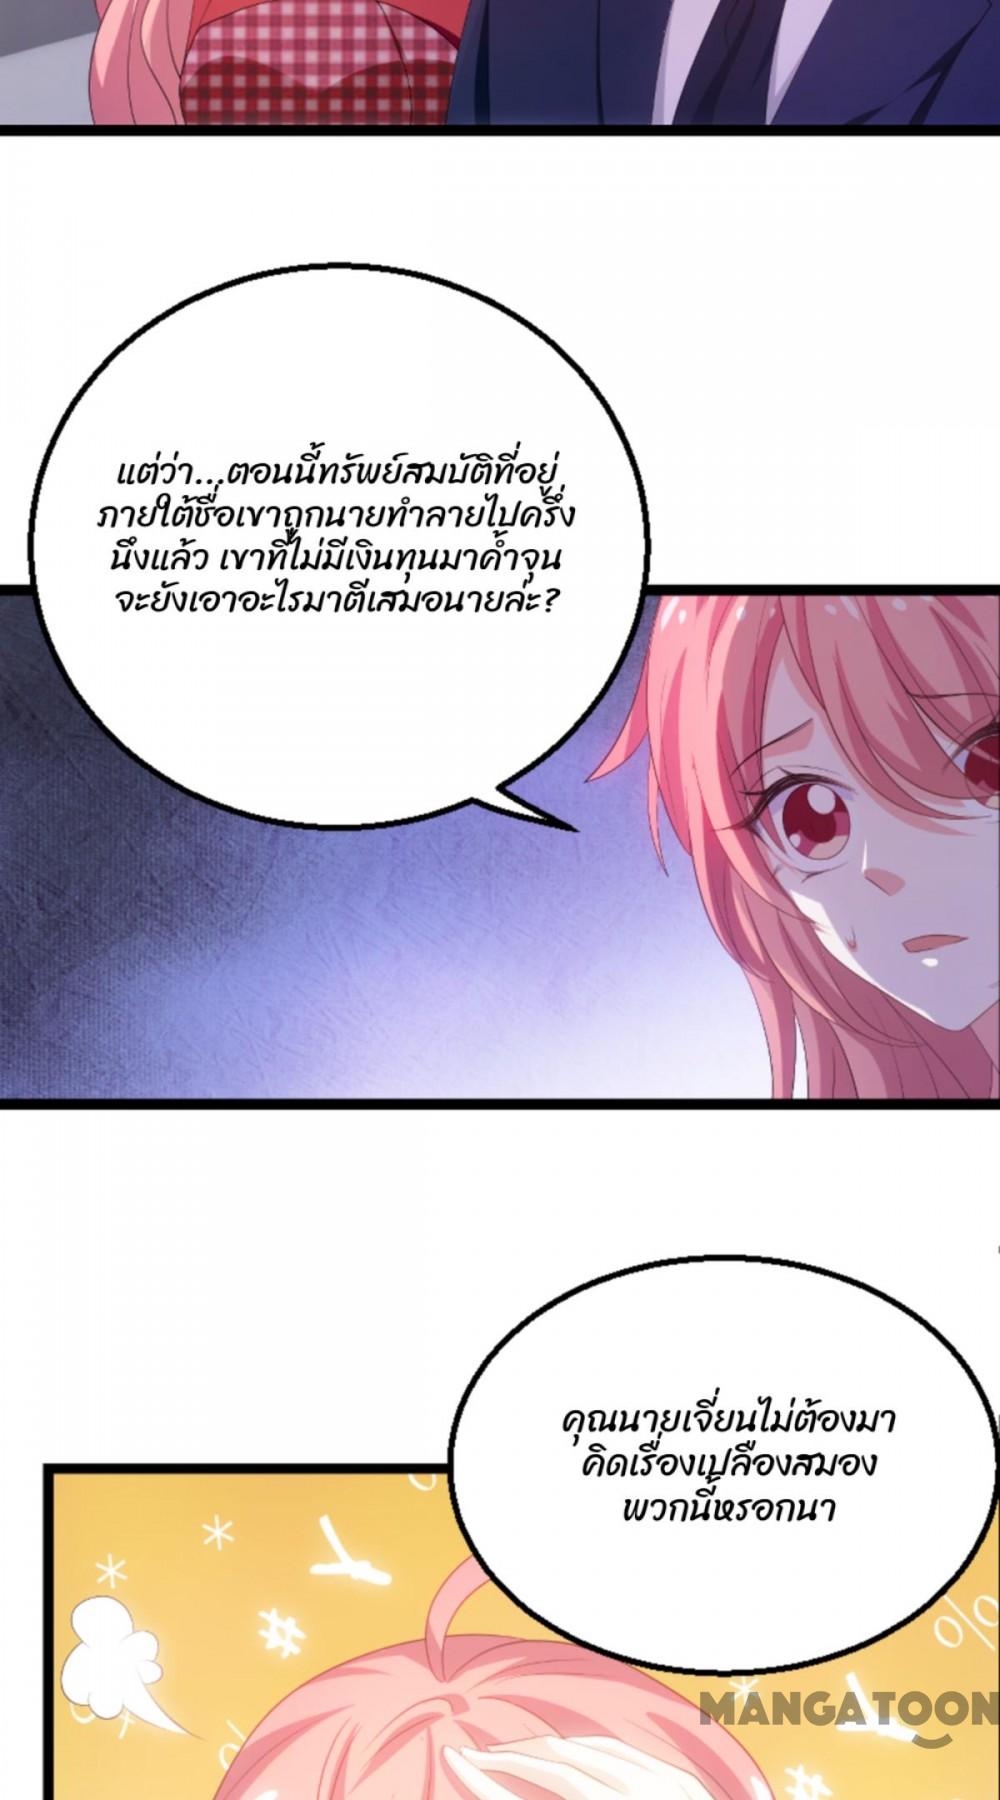 แต่ว่า...ตอนนี้ทรัพย์สมบัติที่อยู่
ภายใต้ชื่อเขาถูกนายทำลายไปครึ่ง
นึงแล้ว เขาที่ไม่มีเงินทุนมาค้ำจุน
จะยังเอาอะไรมาตีเสมอนายล่ะ?
คุณนายเจี่ยนไม่ต้องมา
คิดเรื่องเปลืองสมอง
พวกนี้หรอกนา
%
MANGATOON